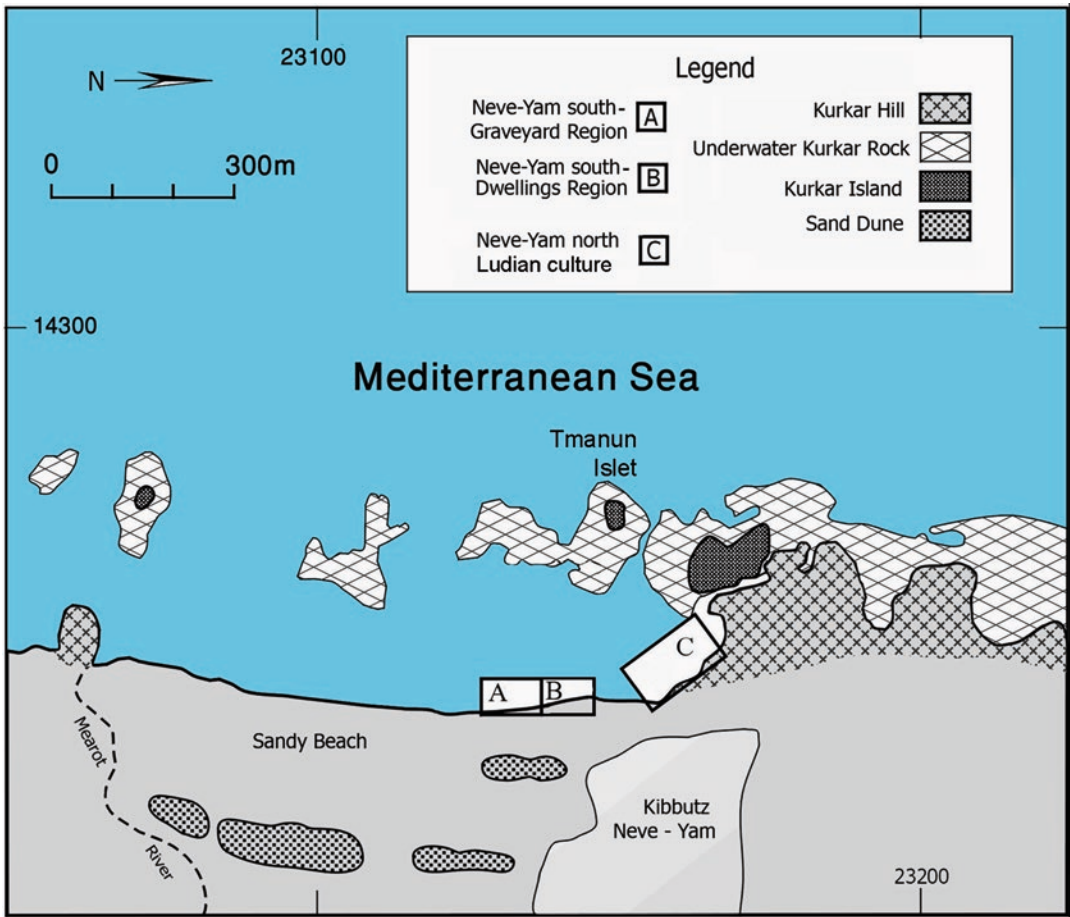 23100
N
0 300m
Legend
Neve-Yam south-
Graveyard Region
A
Neve-Yam south-
Dwellings Region
B
Neve-Yam north
Ludian culture
C
Kurkar Hill
Underwater Kurkar Rock
Kurkar Island
Sand Dune
14300
Mediterranean Sea
Tmanun
Islet
C
A
B
Sandy Beach
Mearot
River
Kibbutz
Neve - Yam
23200